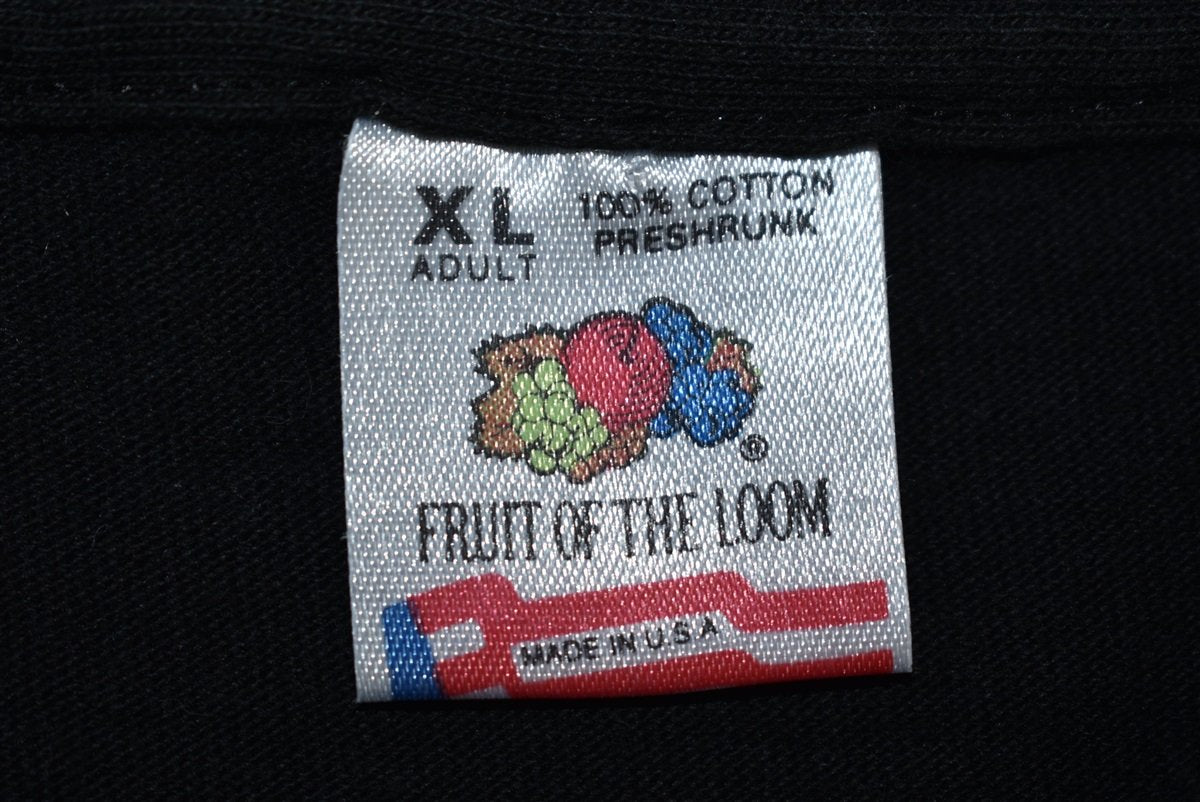 XL
ADULT
100% COTTON
PRESHRUNK
®
FRUIT OF THE LOOM
MADE IN U.S.A